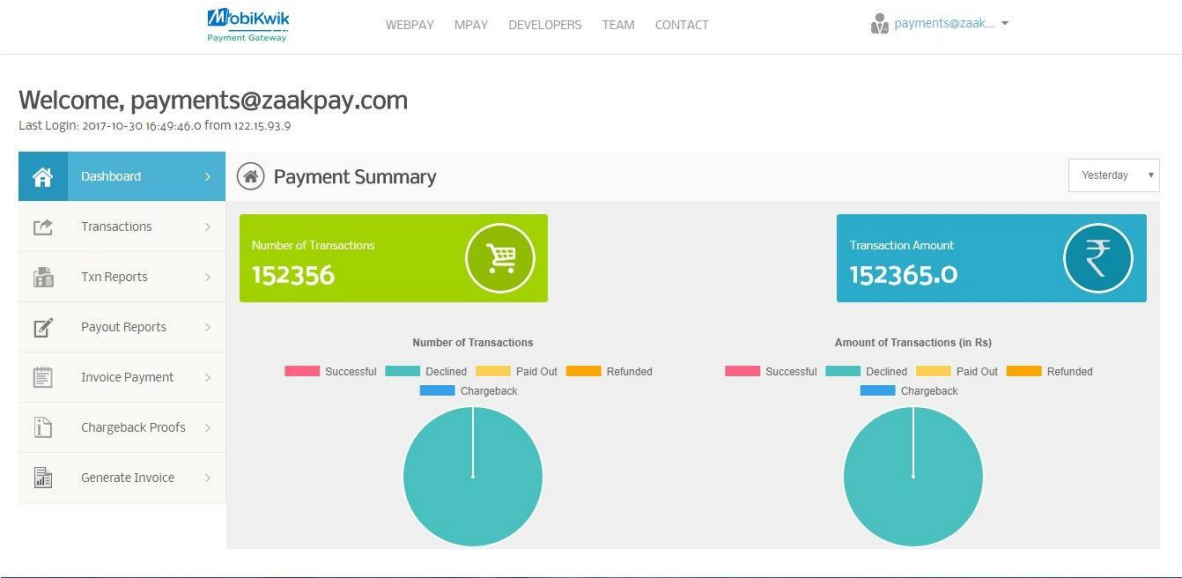 MobiKwik
Payment Gateway
WEBPAY MPAY DEVELOPERS TEAM CONTACT
payments@zaak...
Welcome, payments@zaakpay.com
Last Login: 2017-10-30 16:49:46.0 from 122.15.93.9
Dashboard
Transactions
Txn Reports
Payout Reports
Invoice Payment
Chargeback Proofs
Generate Invoice
Payment Summary
Yesterday
Number of Transactions
152356
Transaction Amount
152365.0
Number of Transactions
Successful Declined Paid Out Refunded
Chargeback
Amount of Transactions (in Rs)
Successful Declined Paid Out Refunded
Chargeback